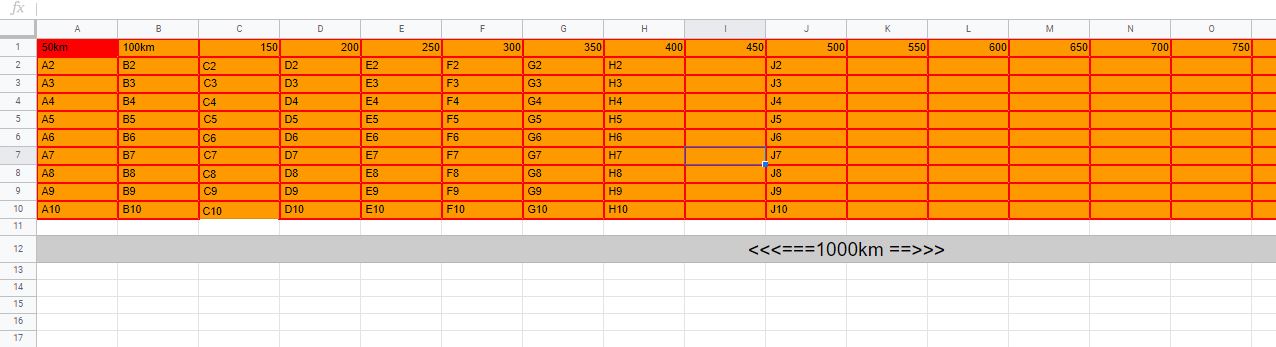 fx
A B C D E F G H I J K L M N O
1 50km 100km 150 200 250 300 350 400 450 500 550 600 650 700 750
2 A2 B2 C2 D2 E2 F2 G2 H2 J2
3 A3 B3 C3 D3 E3 F3 G3 H3 J3
4 A4 B4 C4 D4 E4 F4 G4 H4 J4
5 A5 B5 C5 D5 E5 F5 G5 H5 J5
6 A6 B6 C6 D6 E6 F6 G6 H6 J6
7 A7 B7 C7 D7 E7 F7 G7 H7 J7
8 A8 B8 C8 D8 E8 F8 G8 H8 J8
9 A9 B9 C9 D9 E9 F9 G9 H9 J9
10 A10 B10 C10 D10 E10 F10 G10 H10 J10
11
12 <<<===1000km ==>>>
13
14
15
16
17